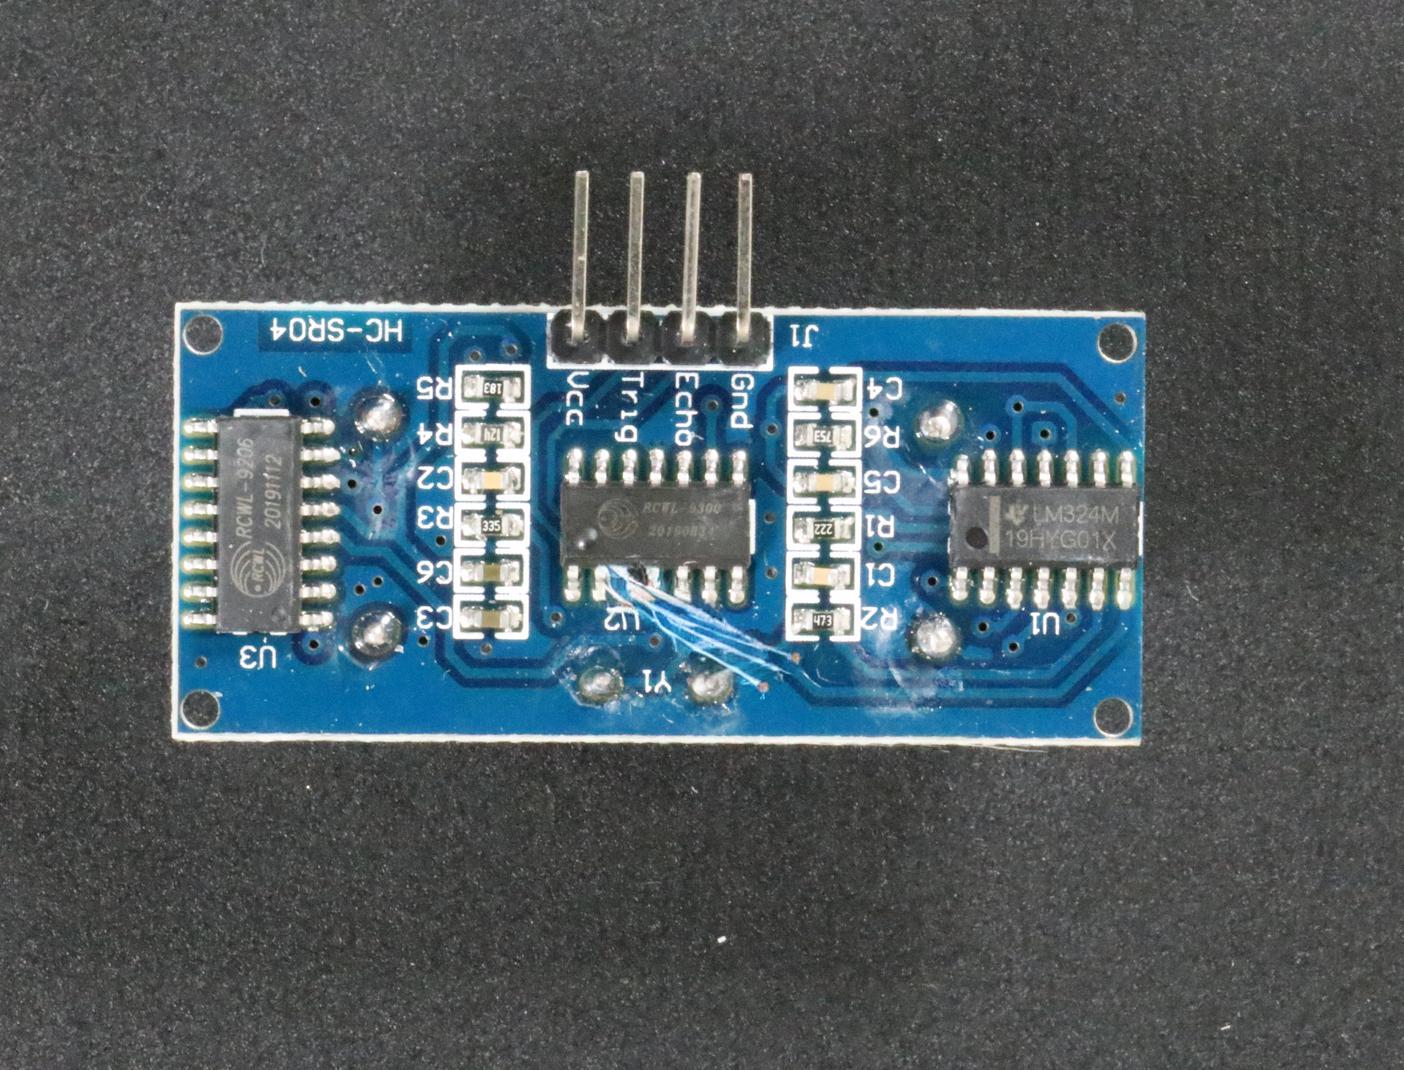 HC-SR04
J1
Vcc
Trig
Echo
Gnd
R5
183
R4
124
C2
R3
335
C6
C3
C4
R6
753
C5
R1
222
C1
R2
473
RCWL-9206
20191112
RCWL
U3
RCWL-9300
U2
Y1
LM324M
19HYG01X
U1